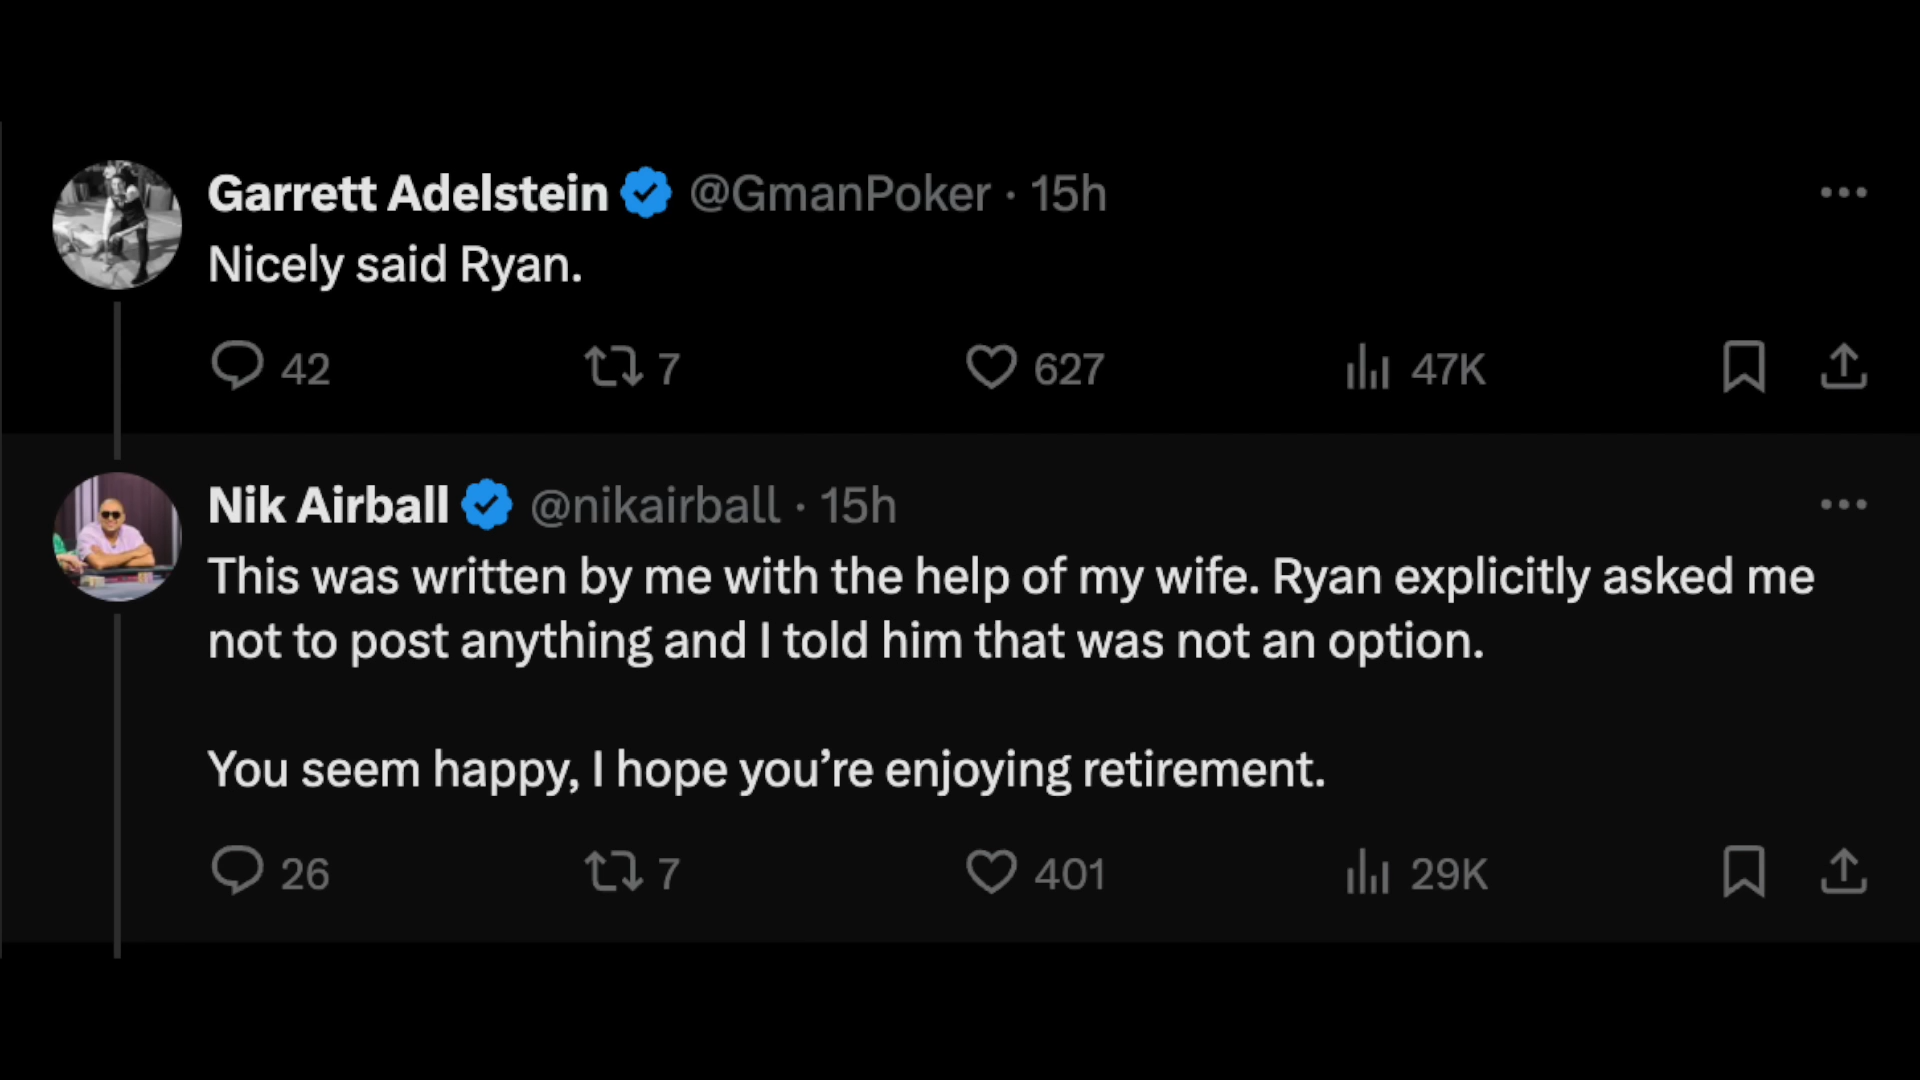 Garrett Adelstein @GmanPoker · 15h
Nicely said Ryan.
42 7 627 47K
Nik Airball @nikairball · 15h
This was written by me with the help of my wife. Ryan explicitly asked me
not to post anything and I told him that was not an option.
You seem happy, I hope you’re enjoying retirement.
26 7 401 29K